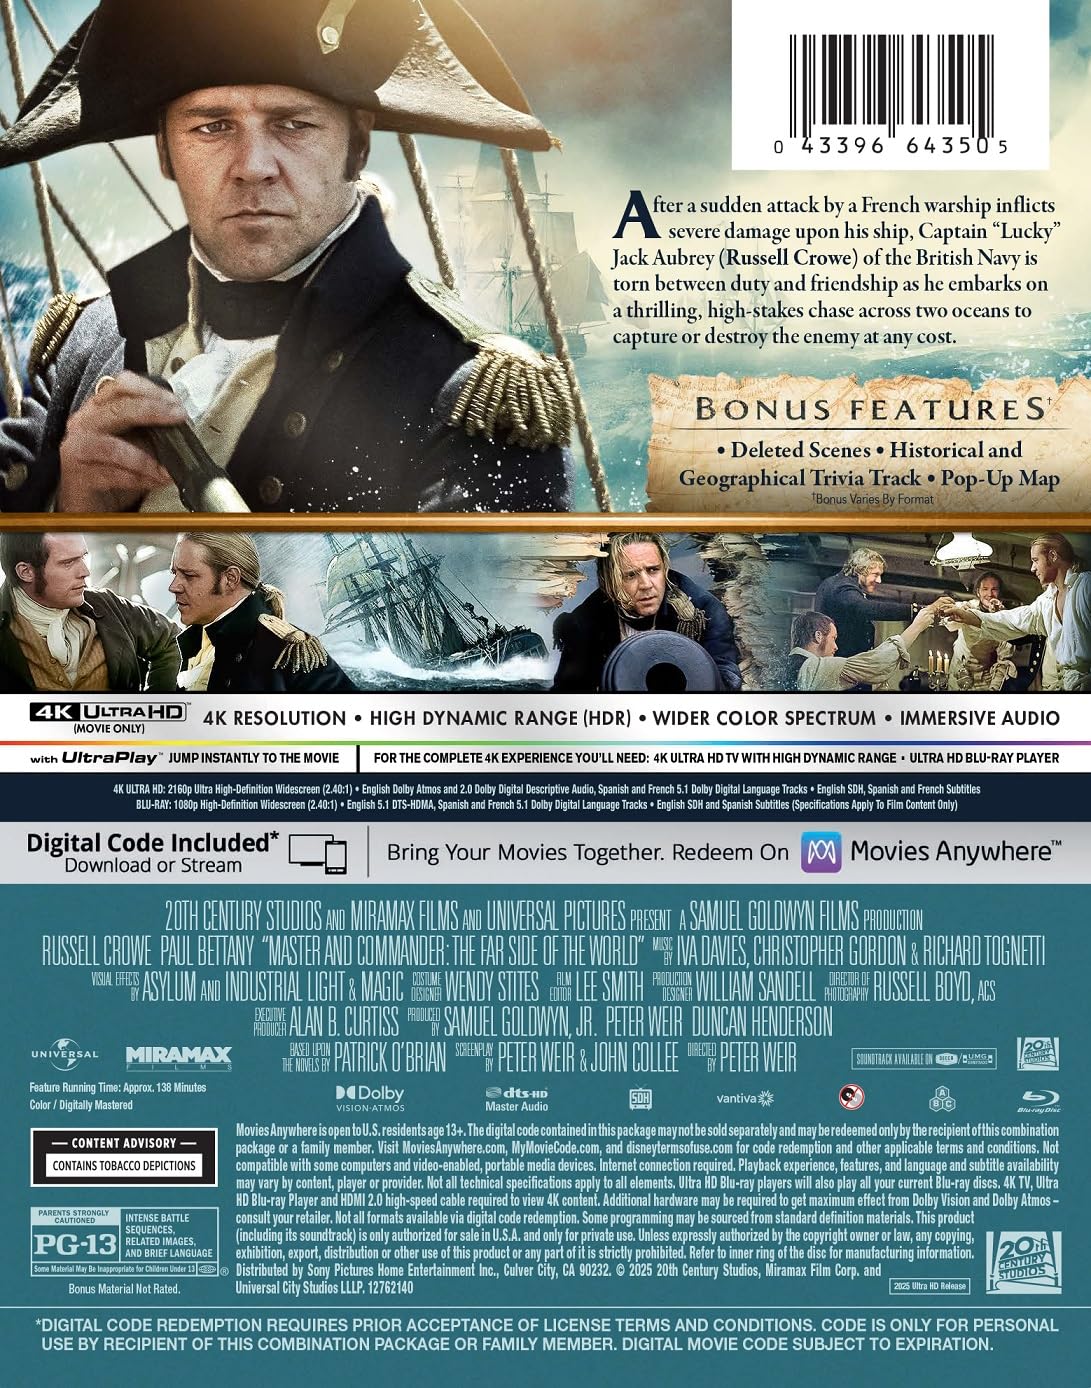 0 43396 64350 5
After a sudden attack by a French warship inflicts
severe damage upon his ship, Captain “Lucky”
Jack Aubrey (Russell Crowe) of the British Navy is
torn between duty and friendship as he embarks on
a thrilling, high-stakes chase across two oceans to
capture or destroy the enemy at any cost.
BONUS FEATURES†
• Deleted Scenes • Historical and
Geographical Trivia Track • Pop-Up Map
†Bonus Varies By Format
4K ULTRA HD™ 4K RESOLUTION • HIGH DYNAMIC RANGE (HDR) • WIDER COLOR SPECTRUM • IMMERSIVE AUDIO
(MOVIE ONLY)
with UltraPlay™ JUMP INSTANTLY TO THE MOVIE FOR THE COMPLETE 4K EXPERIENCE YOU’LL NEED: 4K ULTRA HD TV WITH HIGH DYNAMIC RANGE • ULTRA HD BLU-RAY PLAYER
4K ULTRA HD: 2160p Ultra High-Definition Widescreen (2.40:1) • English Dolby Atmos and 2.0 Dolby Digital Descriptive Audio, Spanish and French 5.1 Dolby Digital Language Tracks • English SDH, Spanish and French Subtitles
BLU-RAY: 1080p High-Definition Widescreen (2.40:1) • English 5.1 DTS-HDMA, Spanish and French 5.1 Dolby Digital Language Tracks • English SDH and Spanish Subtitles (Specifications Apply To Film Content Only)
Digital Code Included*
Download or Stream
Bring Your Movies Together. Redeem On Movies Anywhere™
20TH CENTURY STUDIOS AND MIRAMAX FILMS AND UNIVERSAL PICTURES PRESENT A SAMUEL GOLDWYN FILMS PRODUCTION
RUSSELL CROWE PAUL BETTANY “MASTER AND COMMANDER: THE FAR SIDE OF THE WORLD” MUSIC BY IVA DAVIES, CHRISTOPHER GORDON & RICHARD TOGNETTI
VISUAL EFFECTS BY ASYLUM AND INDUSTRIAL LIGHT & MAGIC COSTUME DESIGNER WENDY STITES FILM EDITOR LEE SMITH PRODUCTION DESIGNER WILLIAM SANDELL DIRECTOR OF PHOTOGRAPHY RUSSELL BOYD, ACS
EXECUTIVE PRODUCER ALAN B. CURTISS PRODUCED BY SAMUEL GOLDWYN, JR. PETER WEIR DUNCAN HENDERSON
BASED UPON THE NOVELS BY PATRICK O’BRIAN SCREENPLAY BY PETER WEIR & JOHN COLLEE DIRECTED BY PETER WEIR
UNIVERSAL
MIRAMAX
FILMS
SOUNDTRACK AVAILABLE ON DECCA / UMG
20th CENTURY STUDIOS
Feature Running Time: Approx. 138 Minutes
Color / Digitally Mastered
Dolby
VISION·ATMOS
dts-HD
Master Audio
SDH
vantiva
ABC
Blu-ray Disc
— CONTENT ADVISORY —
CONTAINS TOBACCO DEPICTIONS
PARENTS STRONGLY CAUTIONED
PG-13
INTENSE BATTLE
SEQUENCES,
RELATED IMAGES,
AND BRIEF LANGUAGE
Some Material May Be Inappropriate for Children Under 13 ®
Bonus Material Not Rated.
Movies Anywhere is open to U.S. residents age 13+. The digital code contained in this package may not be sold separately and may be redeemed only by the recipient of this combination
package or a family member. Visit MoviesAnywhere.com, MyMovieCode.com, and disneytermsofuse.com for code redemption and other applicable terms and conditions. Not
compatible with some computers and video-enabled, portable media devices. Internet connection required. Playback experience, features, and language and subtitle availability
may vary by content, player or provider. Not all technical specifications apply to all elements. Ultra HD Blu-ray players will also play all your current Blu-ray discs. 4K TV, Ultra
HD Blu-ray Player and HDMI 2.0 high-speed cable required to view 4K content. Additional hardware may be required to get maximum effect from Dolby Vision and Dolby Atmos –
consult your retailer. Not all formats available via digital code redemption. Some programming may be sourced from standard definition materials. This product
(including its soundtrack) is only authorized for sale in U.S.A. and only for private use. Unless expressly authorized by the copyright owner or law, any copying,
exhibition, export, distribution or other use of this product or any part of it is strictly prohibited. Refer to inner ring of the disc for manufacturing information.
Distributed by Sony Pictures Home Entertainment Inc., Culver City, CA 90232. © 2025 20th Century Studios, Miramax Film Corp. and
Universal City Studios LLLP. 12762140
2025 Ultra HD Release
20th CENTURY STUDIOS
*DIGITAL CODE REDEMPTION REQUIRES PRIOR ACCEPTANCE OF LICENSE TERMS AND CONDITIONS. CODE IS ONLY FOR PERSONAL
USE BY RECIPIENT OF THIS COMBINATION PACKAGE OR FAMILY MEMBER. DIGITAL MOVIE CODE SUBJECT TO EXPIRATION.